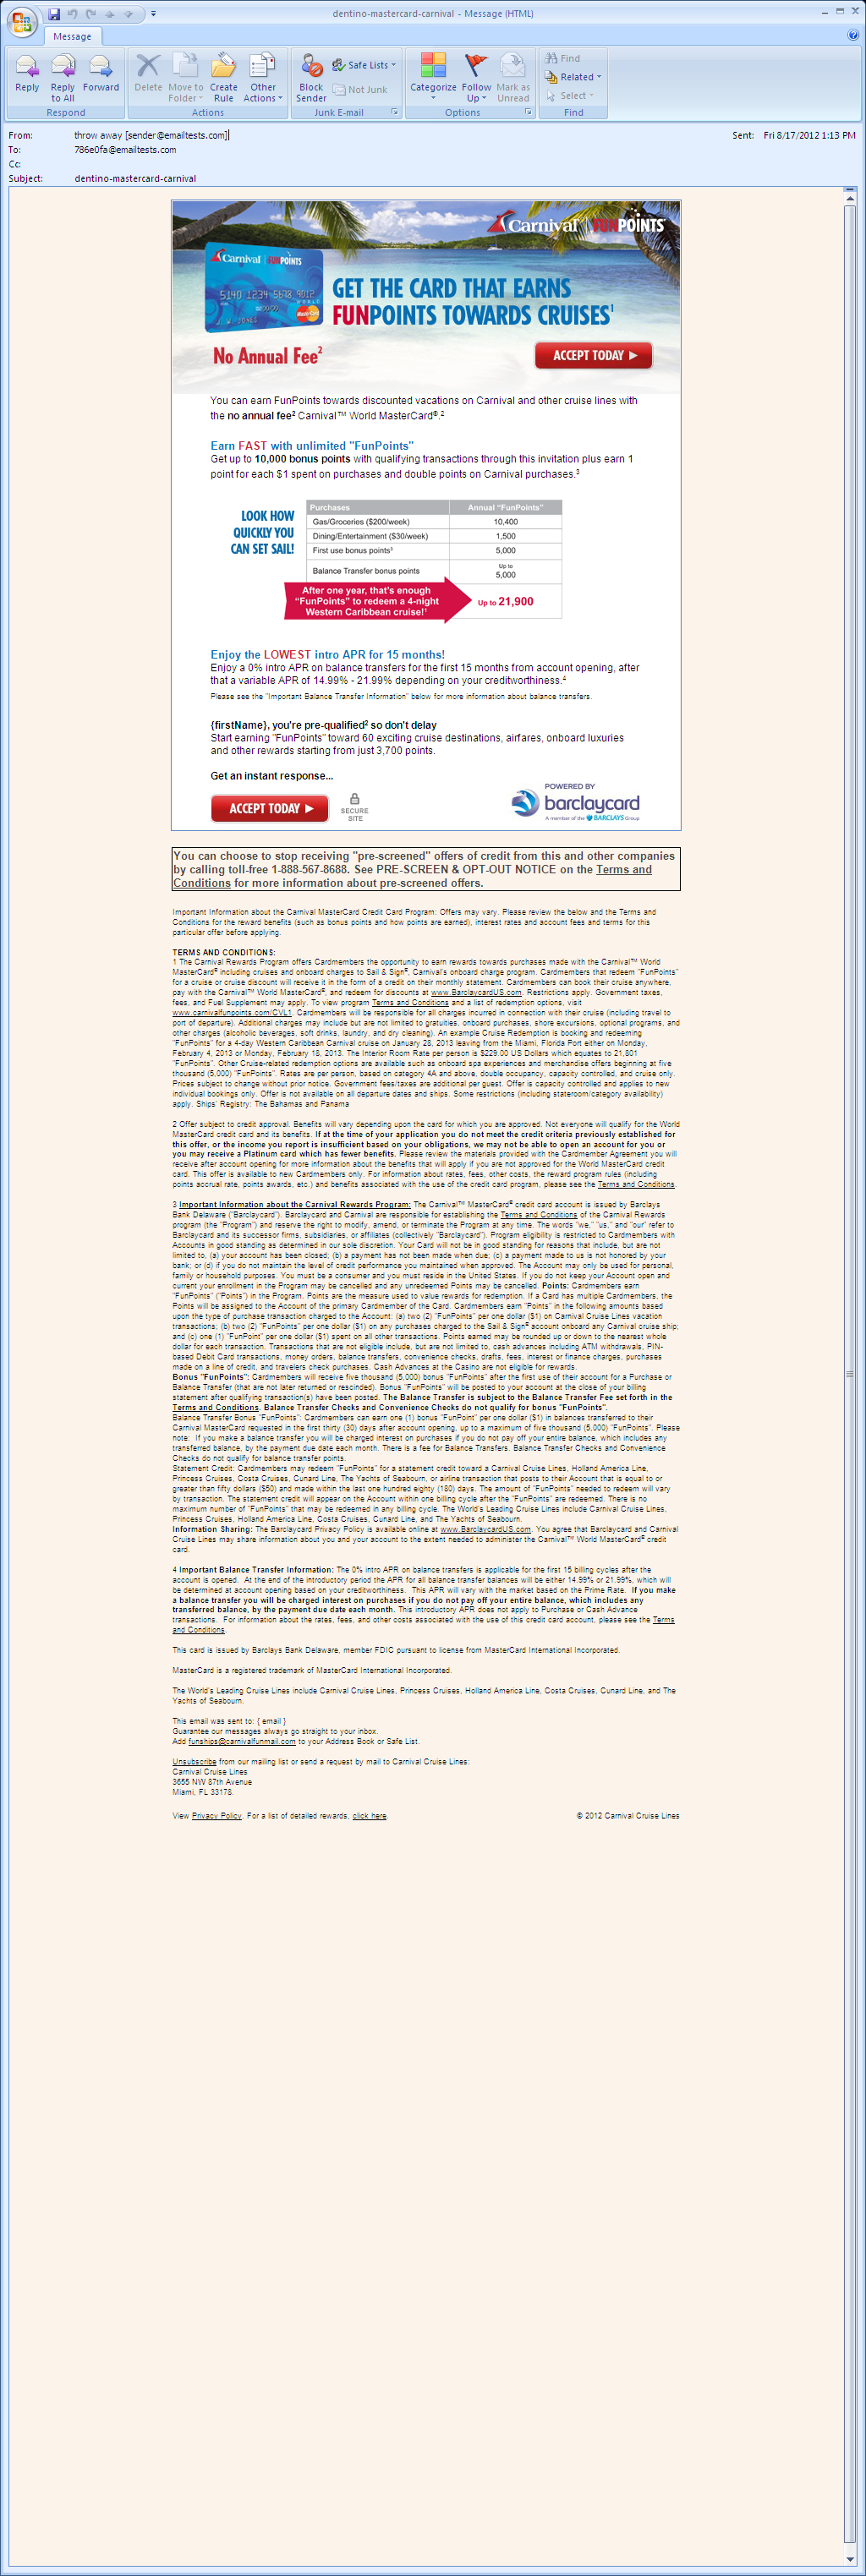 dentino-mastercard-carnival - Message (HTML)
Message
Reply
Reply to All
Forward
Delete
Move to Folder
Create Rule
Other Actions
Block Sender
Safe Lists
Not Junk
Categorize
Follow Up
Mark as Unread
Find
Related
Select
Respond
Actions
Junk E-mail
Options
Find
From: throw away [sender@emailtests.com]
Sent: Fri 8/17/2012 1:13 PM
To: 786e0fa@emailtests.com
Cc:
Subject: dentino-mastercard-carnival
Carnival | FUNPOINTS
Carnival | FUNPOINTS
5140 1234 5678 9012
WORLD
J. W. JONES
MasterCard
GET THE CARD THAT EARNS
FUNPOINTS TOWARDS CRUISES¹
No Annual Fee²
ACCEPT TODAY
You can earn FunPoints towards discounted vacations on Carnival and other cruise lines with
the no annual fee² Carnival™ World MasterCard®.²
Earn FAST with unlimited "FunPoints"
Get up to 10,000 bonus points with qualifying transactions through this invitation plus earn 1
point for each $1 spent on purchases and double points on Carnival purchases.³
LOOK HOW
QUICKLY YOU
CAN SET SAIL!
Purchases Annual "FunPoints"
Gas/Groceries ($200/week) 10,400
Dining/Entertainment ($30/week) 1,500
First use bonus points³ 5,000
Balance Transfer bonus points Up to 5,000
After one year, that's enough
"FunPoints" to redeem a 4-night
Western Caribbean cruise!¹
Up to 21,900
Enjoy the LOWEST intro APR for 15 months!
Enjoy a 0% intro APR on balance transfers for the first 15 months from account opening, after
that a variable APR of 14.99% - 21.99% depending on your creditworthiness.⁴
Please see the "Important Balance Transfer Information" below for more information about balance transfers.
{firstName}, you're pre-qualified² so don't delay
Start earning "FunPoints" toward 60 exciting cruise destinations, airfares, onboard luxuries
and other rewards starting from just 3,700 points.
Get an instant response...
ACCEPT TODAY
SECURE
SITE
POWERED BY
barclaycard
A member of the BARCLAYS Group
You can choose to stop receiving "pre-screened" offers of credit from this and other companies
by calling toll-free 1-888-567-8688. See PRE-SCREEN & OPT-OUT NOTICE on the Terms and
Conditions for more information about pre-screened offers.
Important Information about the Carnival MasterCard Credit Card Program: Offers may vary. Please review the below and the Terms and
Conditions for the reward benefits (such as bonus points and how points are earned), interest rates and account fees and terms for this
particular offer before applying.
TERMS AND CONDITIONS:
1 The Carnival Rewards Program offers Cardmembers the opportunity to earn rewards towards purchases made with the Carnival™ World
MasterCard® including cruises and onboard charges to Sail & Sign®, Carnival's onboard charge program. Cardmembers that redeem "FunPoints"
for a cruise or cruise discount will receive it in the form of a credit on their monthly statement. Cardmembers can book their cruise anywhere,
pay with the Carnival™ World MasterCard®, and redeem for discounts at www.BarclaycardUS.com. Restrictions apply. Government taxes,
fees, and Fuel Supplement may apply. To view program Terms and Conditions and a list of redemption options, visit
www.carnivalfunpoints.com/CVL1. Cardmembers will be responsible for all charges incurred in connection with their cruise (including travel to
port of departure). Additional charges may include but are not limited to gratuities, onboard purchases, shore excursions, optional programs, and
other charges (alcoholic beverages, soft drinks, laundry, and dry cleaning). An example Cruise Redemption is booking and redeeming
"FunPoints" for a 4-day Western Caribbean Carnival cruise on January 28, 2013 leaving from the Miami, Florida Port either on Monday,
February 4, 2013 or Monday, February 18, 2013. The Interior Room Rate per person is $229.00 US Dollars which equates to 21,801
"FunPoints". Other Cruise-related redemption options are available such as onboard spa experiences and merchandise offers beginning at five
thousand (5,000) "FunPoints". Rates are per person, based on category 4A and above, double occupancy, capacity controlled, and cruise only.
Prices subject to change without prior notice. Government fees/taxes are additional per guest. Offer is capacity controlled and applies to new
individual bookings only. Offer is not available on all departure dates and ships. Some restrictions (including stateroom/category availability)
apply. Ships' Registry: The Bahamas and Panama
2 Offer subject to credit approval. Benefits will vary depending upon the card for which you are approved. Not everyone will qualify for the World
MasterCard credit card and its benefits. If at the time of your application you do not meet the credit criteria previously established for
this offer, or the income you report is insufficient based on your obligations, we may not be able to open an account for you or
you may receive a Platinum card which has fewer benefits. Please review the materials provided with the Cardmember Agreement you will
receive after account opening for more information about the benefits that will apply if you are not approved for the World MasterCard credit
card. This offer is available to new Cardmembers only. For information about rates, fees, other costs, the reward program rules (including
points accrual rate, points awards, etc.) and benefits associated with the use of the credit card program, please see the Terms and Conditions.
3 Important Information about the Carnival Rewards Program: The Carnival™ MasterCard® credit card account is issued by Barclays
Bank Delaware ("Barclaycard"). Barclaycard and Carnival are responsible for establishing the Terms and Conditions of the Carnival Rewards
program (the "Program") and reserve the right to modify, amend, or terminate the Program at any time. The words "we," "us," and "our" refer to
Barclaycard and its successor firms, subsidiaries, or affiliates (collectively "Barclaycard"). Program eligibility is restricted to Cardmembers with
Accounts in good standing as determined in our sole discretion. Your Card will not be in good standing for reasons that include, but are not
limited to, (a) your account has been closed; (b) a payment has not been made when due; (c) a payment made to us is not honored by your
bank; or (d) if you do not maintain the level of credit performance you maintained when approved. The Account may only be used for personal,
family or household purposes. You must be a consumer and you must reside in the United States. If you do not keep your Account open and
current your enrollment in the Program may be cancelled and any unredeemed Points may be cancelled. Points: Cardmembers earn
"FunPoints" ("Points") in the Program. Points are the measure used to value rewards for redemption. If a Card has multiple Cardmembers, the
Points will be assigned to the Account of the primary Cardmember of the Card. Cardmembers earn "Points" in the following amounts based
upon the type of purchase transaction charged to the Account: (a) two (2) "FunPoints" per one dollar ($1) on Carnival Cruise Lines vacation
transactions; (b) two (2) "FunPoints" per one dollar ($1) on any purchases charged to the Sail & Sign® account onboard any Carnival cruise ship;
and (c) one (1) "FunPoint" per one dollar ($1) spent on all other transactions. Points earned may be rounded up or down to the nearest whole
dollar for each transaction. Transactions that are not eligible include, but are not limited to, cash advances including ATM withdrawals, PIN-
based Debit Card transactions, money orders, balance transfers, convenience checks, drafts, fees, interest or finance charges, purchases
made on a line of credit, and travelers check purchases. Cash Advances at the Casino are not eligible for rewards.
Bonus "FunPoints": Cardmembers will receive five thousand (5,000) bonus "FunPoints" after the first use of their account for a Purchase or
Balance Transfer (that are not later returned or rescinded). Bonus "FunPoints" will be posted to your account at the close of your billing
statement after qualifying transaction(s) have been posted. The Balance Transfer is subject to the Balance Transfer Fee set forth in the
Terms and Conditions. Balance Transfer Checks and Convenience Checks do not qualify for bonus "FunPoints".
Balance Transfer Bonus "FunPoints": Cardmembers can earn one (1) bonus "FunPoint" per one dollar ($1) in balances transferred to their
Carnival MasterCard requested in the first thirty (30) days after account opening, up to a maximum of five thousand (5,000) "FunPoints". Please
note: If you make a balance transfer you will be charged interest on purchases if you do not pay off your entire balance, which includes any
transferred balance, by the payment due date each month. There is a fee for Balance Transfers. Balance Transfer Checks and Convenience
Checks do not qualify for balance transfer points.
Statement Credit: Cardmembers may redeem "FunPoints" for a statement credit toward a Carnival Cruise Lines, Holland America Line,
Princess Cruises, Costa Cruises, Cunard Line, The Yachts of Seabourn, or airline transaction that posts to their Account that is equal to or
greater than fifty dollars ($50) and made within the last one hundred eighty (180) days. The amount of "FunPoints" needed to redeem will vary
by transaction. The statement credit will appear on the Account within one billing cycle after the "FunPoints" are redeemed. There is no
maximum number of "FunPoints" that may be redeemed in any billing cycle. The World's Leading Cruise Lines include Carnival Cruise Lines,
Princess Cruises, Holland America Line, Costa Cruises, Cunard Line, and The Yachts of Seabourn.
Information Sharing: The Barclaycard Privacy Policy is available online at www.BarclaycardUS.com. You agree that Barclaycard and Carnival
Cruise Lines may share information about you and your account to the extent needed to administer the Carnival™ World MasterCard® credit
card.
4 Important Balance Transfer Information: The 0% intro APR on balance transfers is applicable for the first 15 billing cycles after the
account is opened. At the end of the introductory period the APR for all balance transfer balances will be either 14.99% or 21.99%, which will
be determined at account opening based on your creditworthiness. This APR will vary with the market based on the Prime Rate. If you make
a balance transfer you will be charged interest on purchases if you do not pay off your entire balance, which includes any
transferred balance, by the payment due date each month. This introductory APR does not apply to Purchase or Cash Advance
transactions. For information about the rates, fees, and other costs associated with the use of this credit card account, please see the Terms
and Conditions.
This card is issued by Barclays Bank Delaware, member FDIC pursuant to license from MasterCard International Incorporated.
MasterCard is a registered trademark of MasterCard International Incorporated.
The World's Leading Cruise Lines include Carnival Cruise Lines, Princess Cruises, Holland America Line, Costa Cruises, Cunard Line, and The
Yachts of Seabourn.
This email was sent to: { email }
Guarantee our messages always go straight to your inbox.
Add funships@carnivalfunmail.com to your Address Book or Safe List.
Unsubscribe from our mailing list or send a request by mail to Carnival Cruise Lines:
Carnival Cruise Lines
3655 NW 87th Avenue
Miami, FL 33178.
View Privacy Policy. For a list of detailed rewards, click here.
© 2012 Carnival Cruise Lines